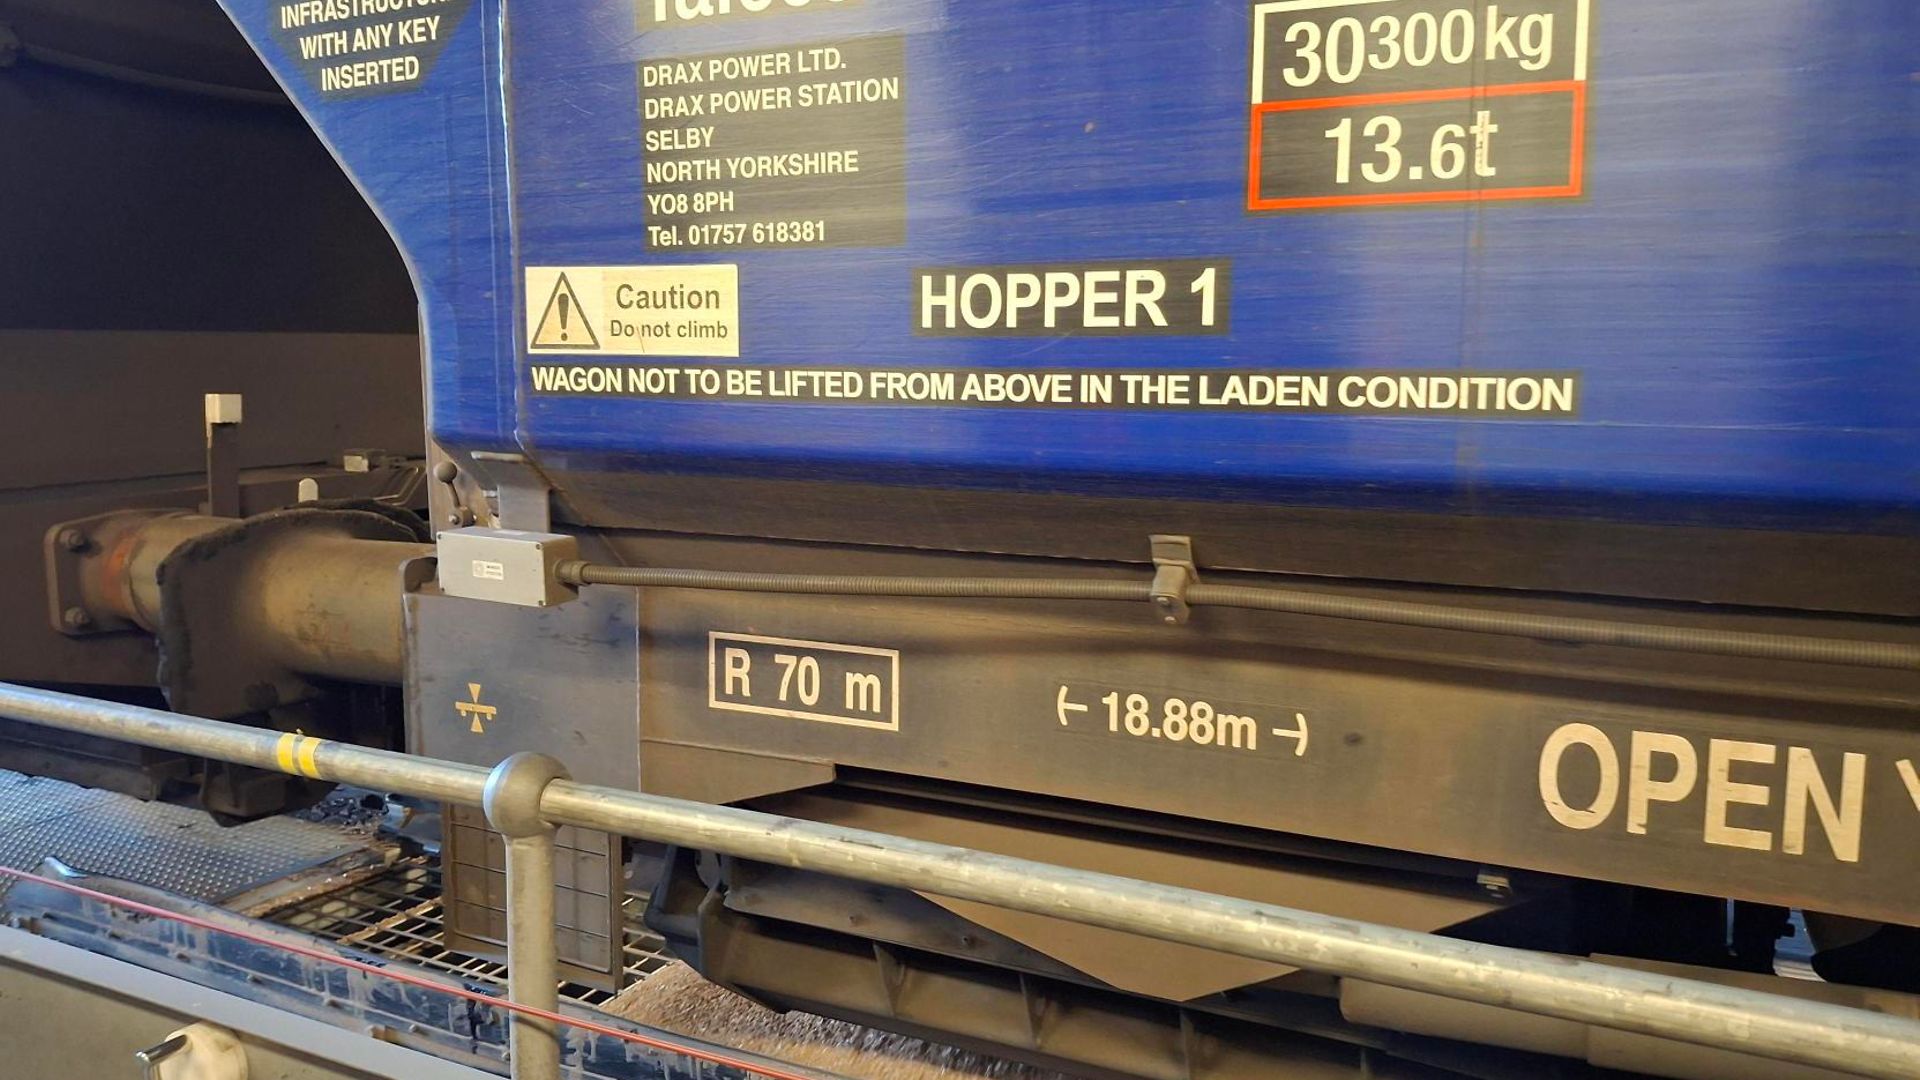 WITH ANY KEY
INSERTED
DRAX POWER LTD.
DRAX POWER STATION
SELBY
NORTH YORKSHIRE
YO8 8PH
Tel. 01757 618381
30300 kg
13.6t
Caution
Do not climb
HOPPER 1
WAGON NOT TO BE LIFTED FROM ABOVE IN THE LADEN CONDITION
R 70 m
18.88m
OPEN